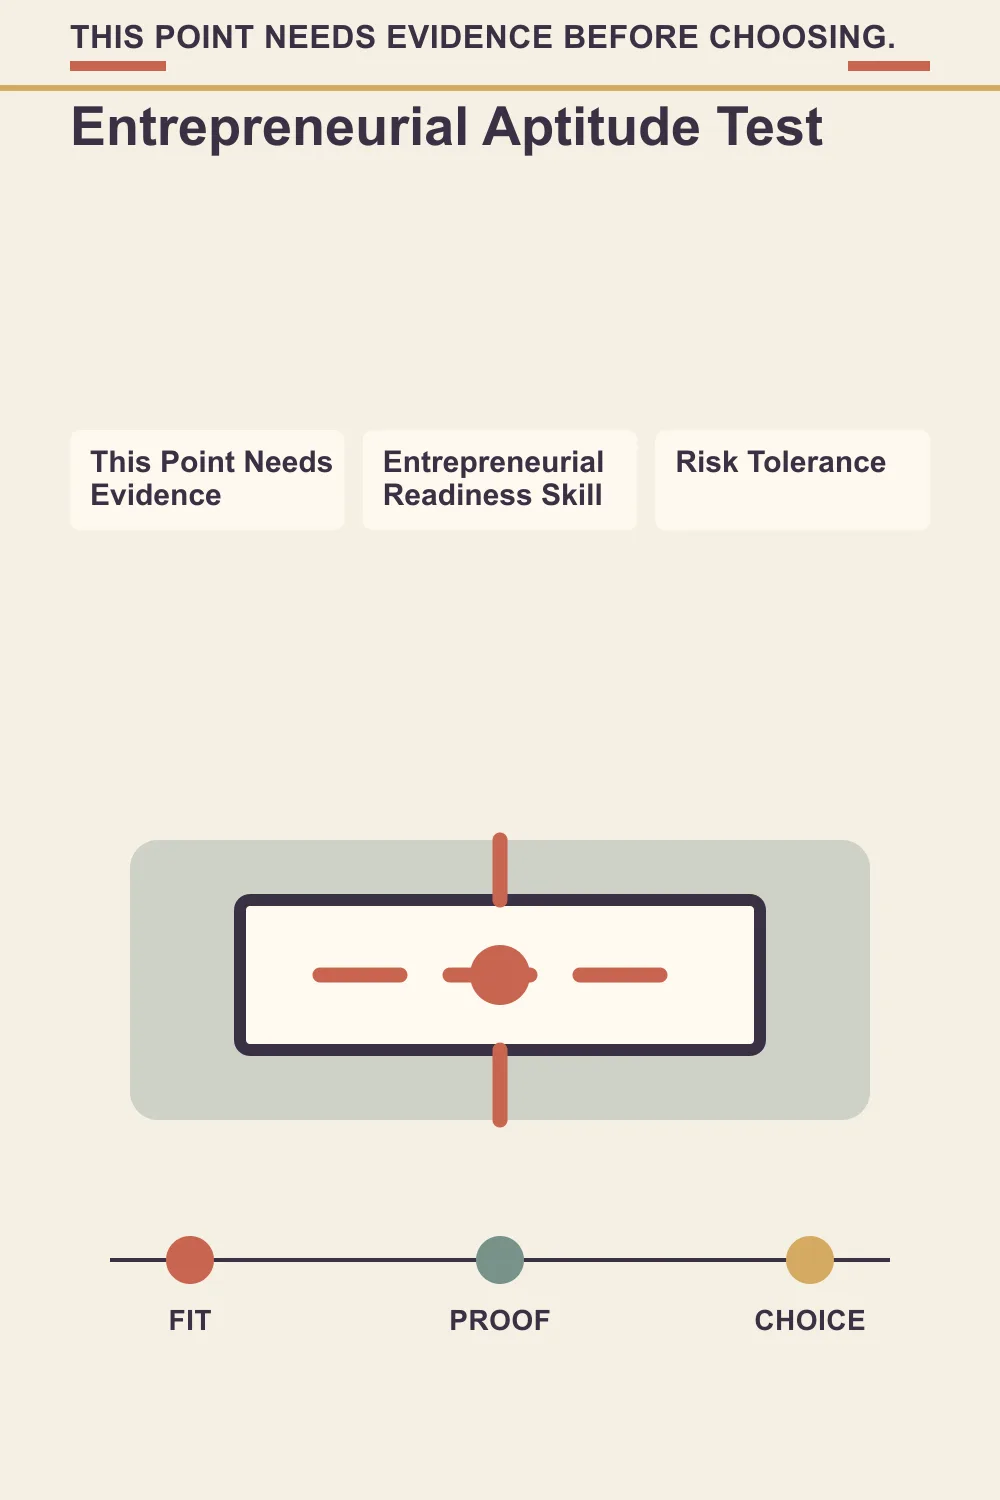 THIS POINT NEEDS EVIDENCE BEFORE CHOOSING.
Entrepreneurial Aptitude Test
This Point Needs
Evidence
Entrepreneurial
Readiness Skill
Risk Tolerance
FIT
PROOF
CHOICE